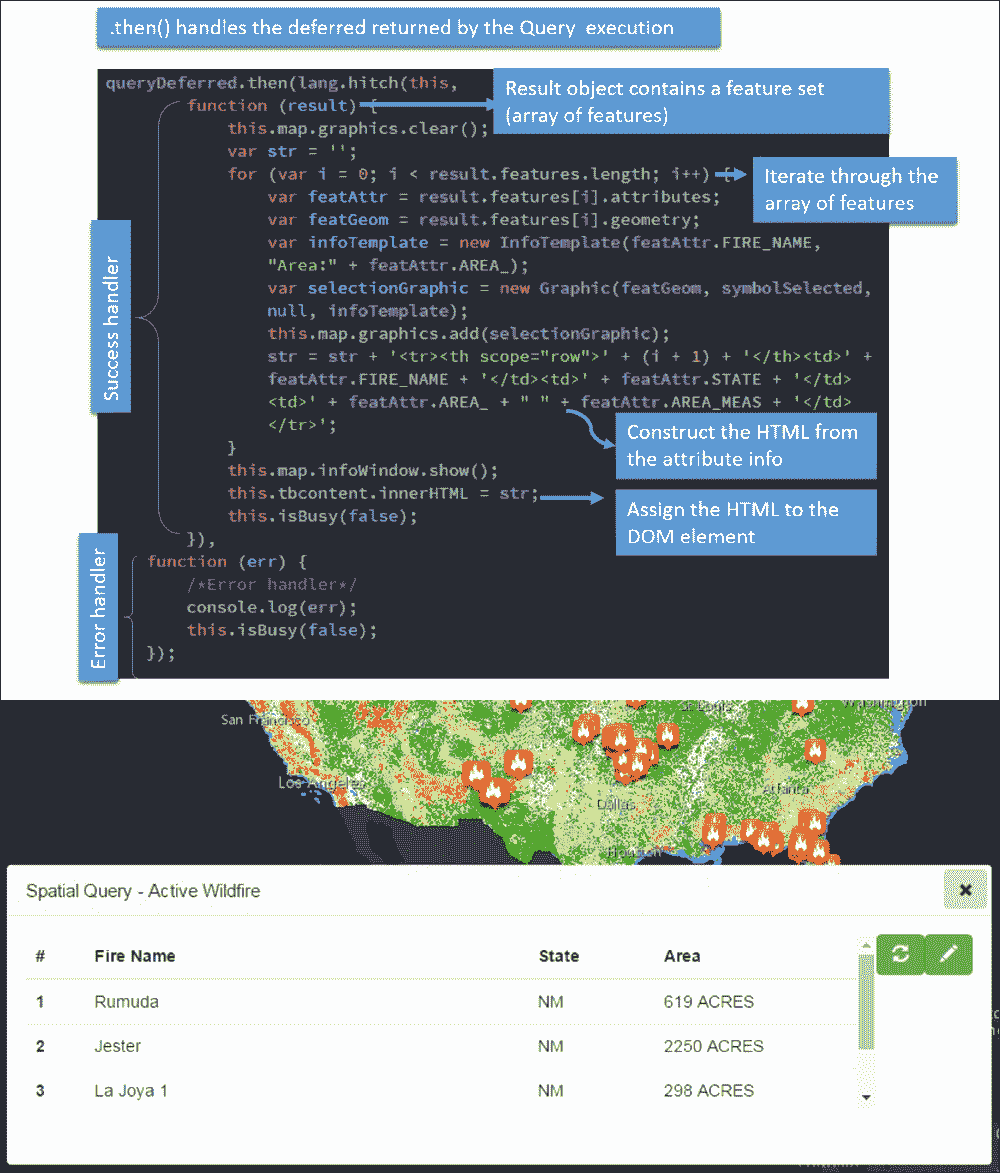 .then() handles the deferred returned by the Query execution
queryDeferred.then(lang.hitch(this,
function (result) {
Result object contains a feature set
(array of features)
this.map.graphics.clear();
var str = '';
for (var i = 0; i < result.features.length; i++) {
Iterate through the
array of features
var featAttr = result.features[i].attributes;
var featGeom = result.features[i].geometry;
var infoTemplate = new InfoTemplate(featAttr.FIRE_NAME,
"Area:" + featAttr.AREA_);
var selectionGraphic = new Graphic(featGeom, symbolSelected,
null, infoTemplate);
this.map.graphics.add(selectionGraphic);
str = str + '<tr><th scope="row">' + (i + 1) + '</th><td>' +
featAttr.FIRE_NAME + '</td><td>' + featAttr.STATE + '</td>
<td>' + featAttr.AREA_ + " " + featAttr.AREA_MEAS + '</td>
</tr>';
Construct the HTML from
the attribute info
}
this.map.infoWindow.show();
this.tbcontent.innerHTML = str;
Assign the HTML to the
DOM element
this.isBusy(false);
}),
Success handler
function (err) {
/*Error handler*/
console.log(err);
this.isBusy(false);
});
Error handler
San Francisco
St Louis
Washington
Los Angeles
Dallas
Atlanta
Houston
Spatial Query - Active Wildfire
# Fire Name State Area
1 Rumuda NM 619 ACRES
2 Jester NM 2250 ACRES
3 La Joya 1 NM 298 ACRES